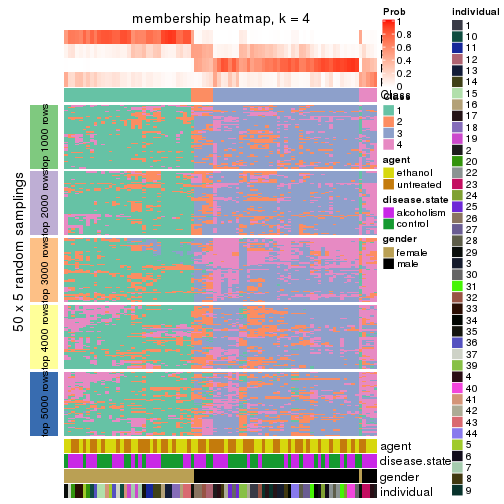 membership heatmap, k = 4
Prob
1
0.8
0.6
0.4
0.2
0
Class
1
2
3
4
agent
ethanol
untreated
disease.state
alcoholism
control
gender
female
male
individual
1
10
11
12
13
14
15
16
17
18
19
2
20
22
23
24
25
26
27
28
29
3
30
31
32
33
34
35
36
37
39
4
40
41
42
43
44
5
6
7
8
9
50 x 5 random samplings
top 1000 rows
top 2000 rows
top 3000 rows
top 4000 rows
top 5000 rows
agent
disease.state
gender
individual